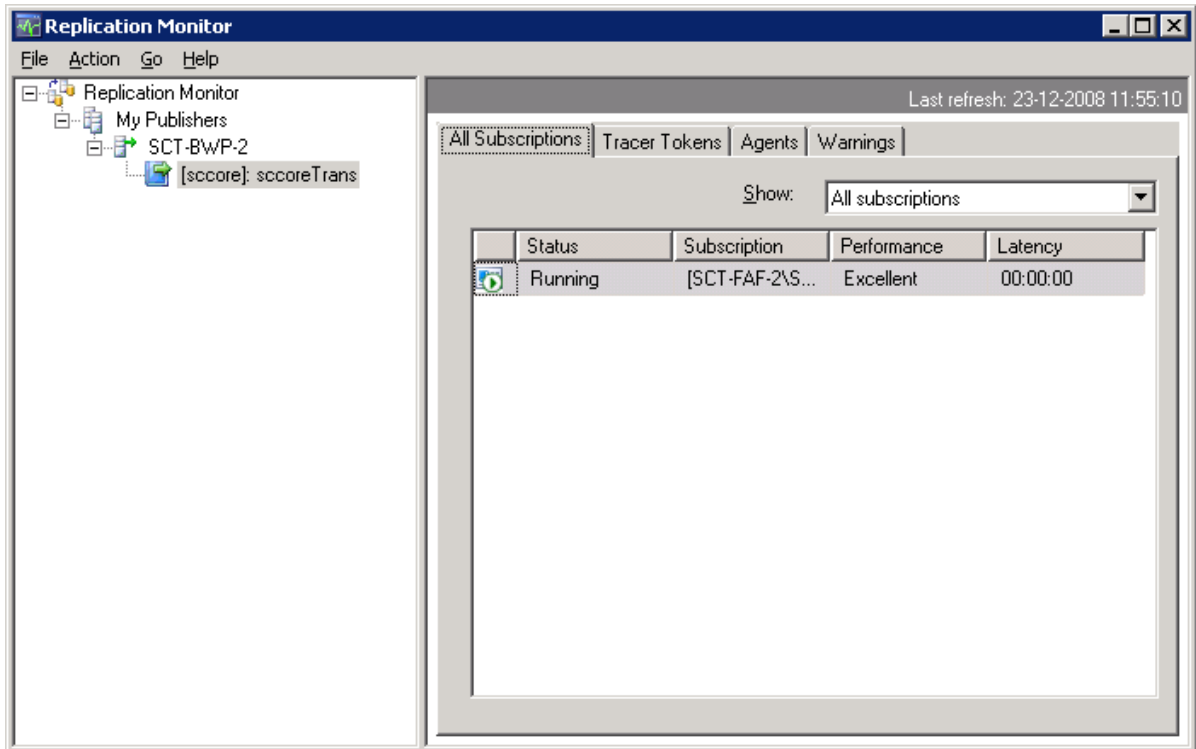 Replication Monitor
File Action Go Help
Replication Monitor
My Publishers
SCT-BWP-2
[sccore]: sccoreTrans
Last refresh: 23-12-2008 11:55:10
All Subscriptions Tracer Tokens Agents Warnings
Show: All subscriptions
Status Subscription Performance Latency
Running [SCT-FAF-2\S... Excellent 00:00:00